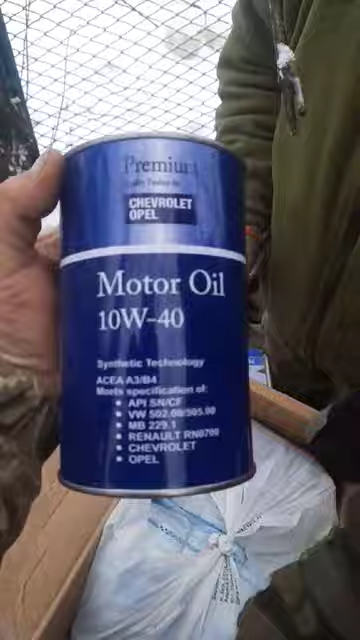 Premium
CHEVROLET
OPEL
Motor Oil
10W-40
Synthetic Technology
ACEA A3/B4
Meets specification of:
• API SN/CF
• VW 502.00/505.00
• MB 229.1
• RENAULT RN0700
• CHEVROLET
• OPEL